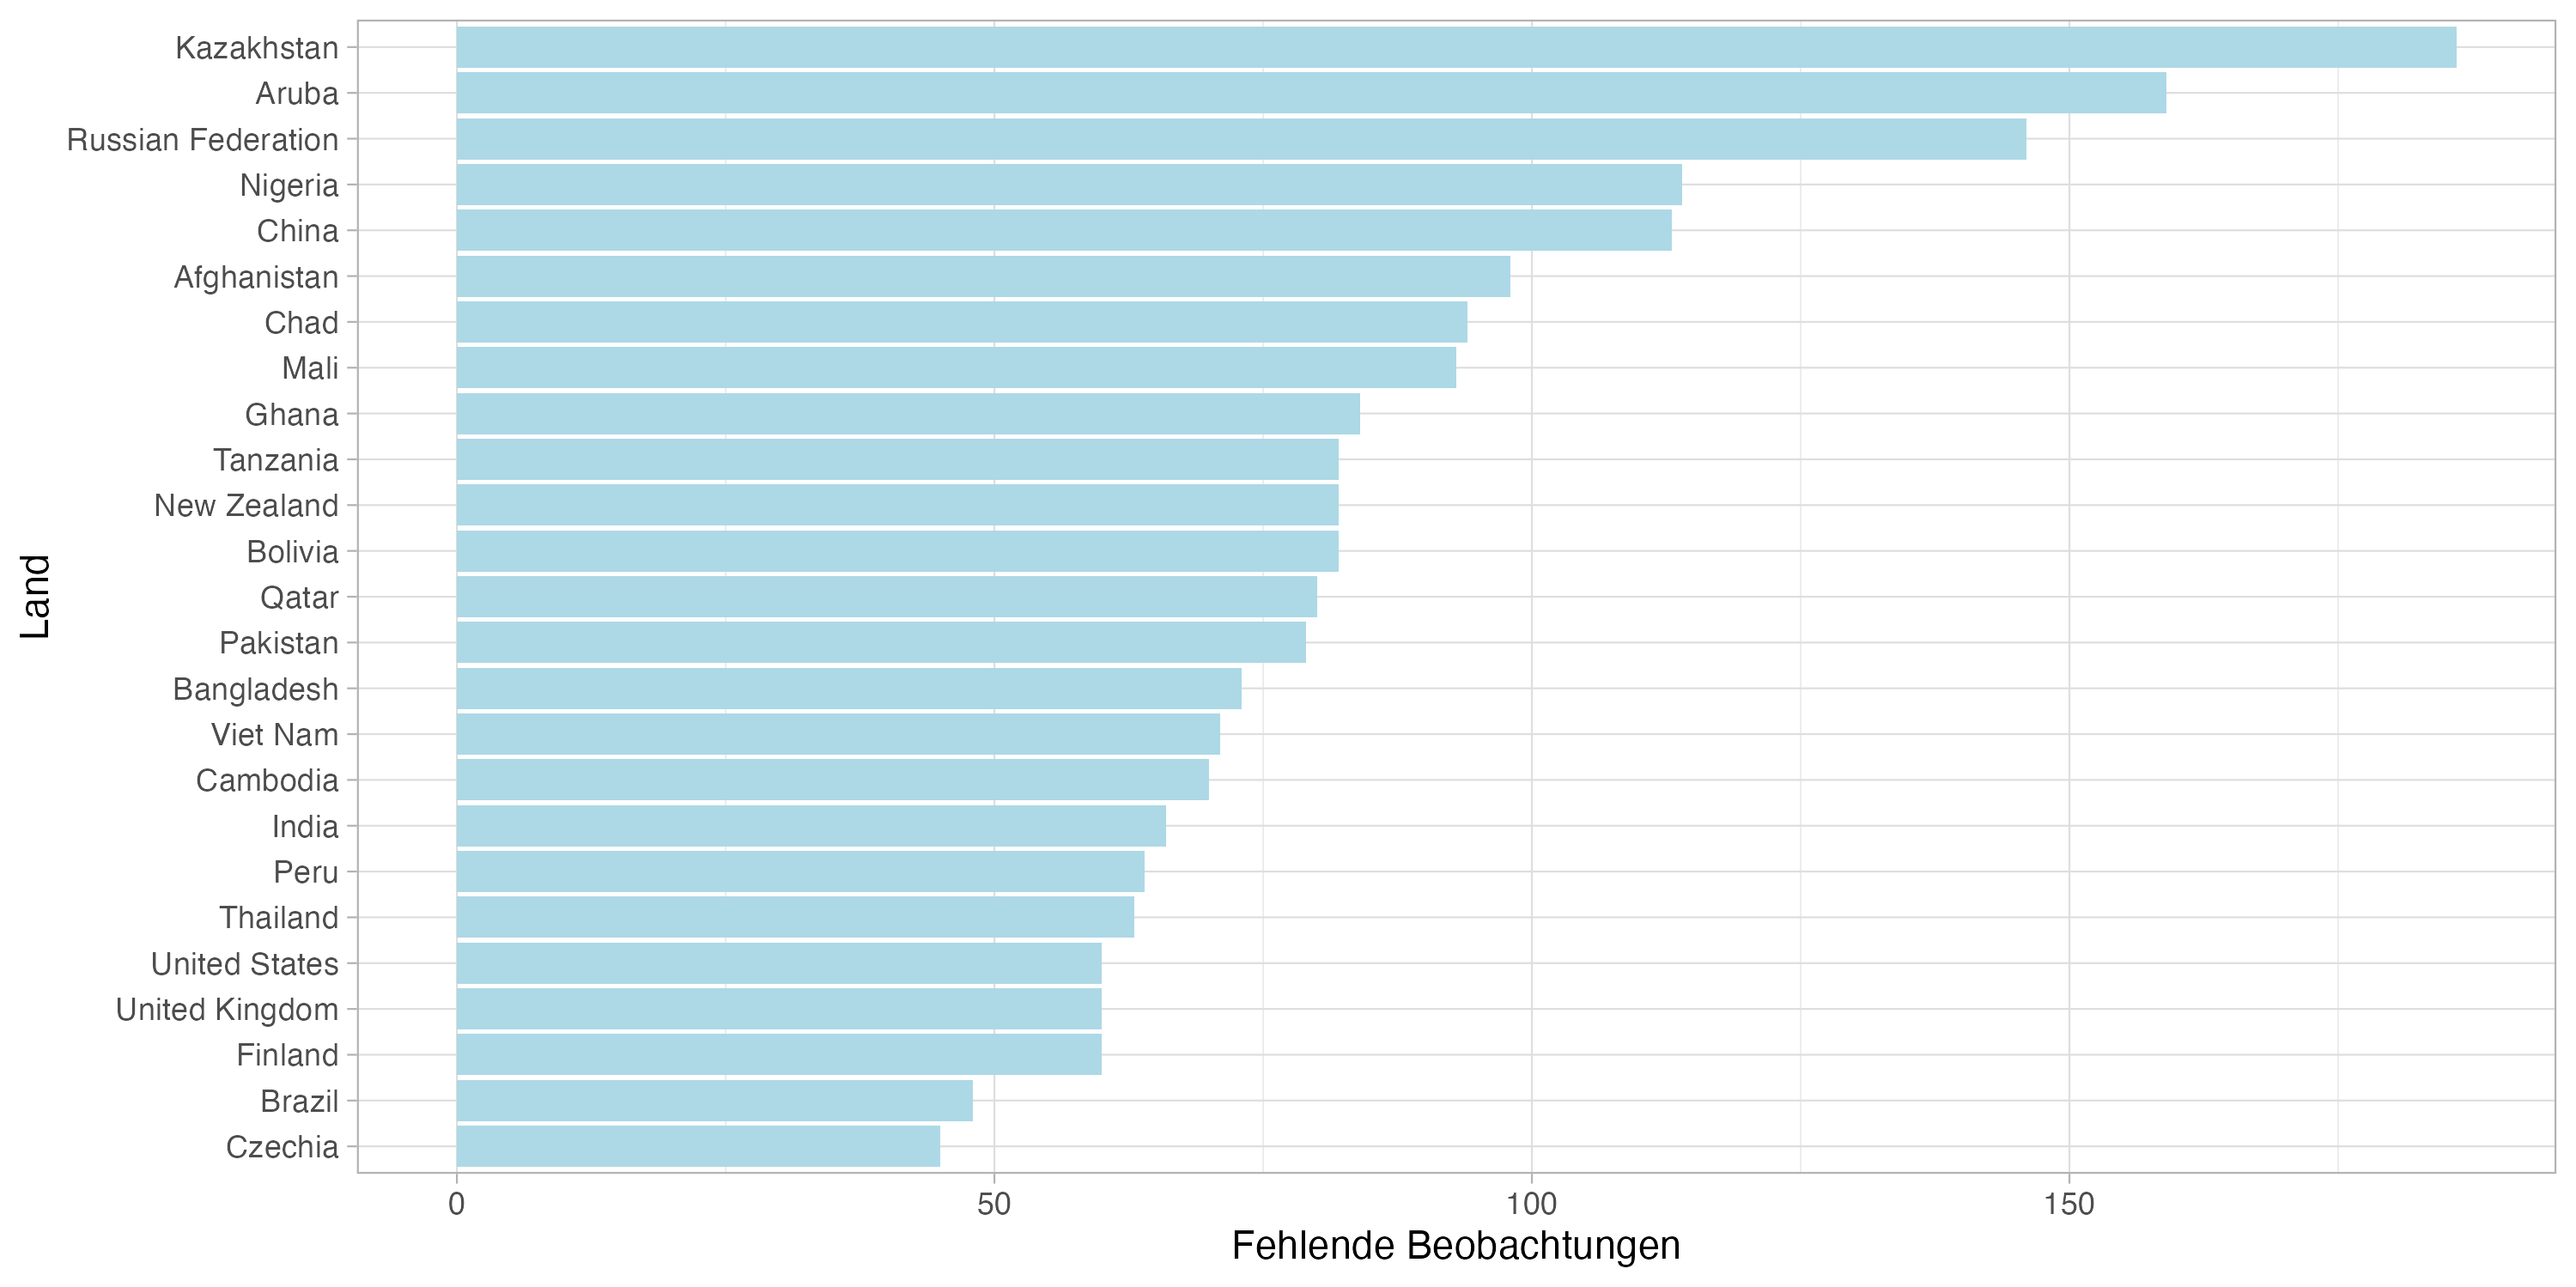 Land
Kazakhstan
Aruba
Russian Federation
Nigeria
China
Afghanistan
Chad
Mali
Ghana
Tanzania
New Zealand
Bolivia
Qatar
Pakistan
Bangladesh
Viet Nam
Cambodia
India
Peru
Thailand
United States
United Kingdom
Finland
Brazil
Czechia
0 50 100 150
Fehlende Beobachtungen